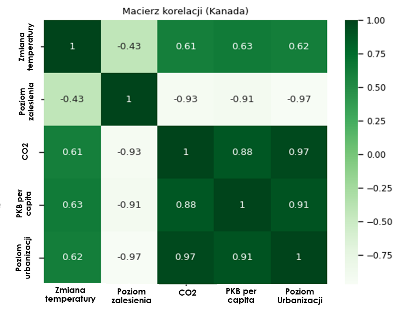 Macierz korelacji (Kanada)
Zmiana
temperatury
1
-0.43
0.61
0.63
0.62
Poziom
zalesienia
-0.43
1
-0.93
-0.91
-0.97
CO2
0.61
-0.93
1
0.88
0.97
PKB per
capita
0.63
-0.91
0.88
1
0.91
Poziom
urbanizacji
0.62
-0.97
0.97
0.91
1
Zmiana
temperatury
Poziom
zalesienia
CO2
PKB per
capita
Poziom
Urbanizacji
1.00
0.75
0.50
0.25
0.00
−0.25
−0.50
−0.75